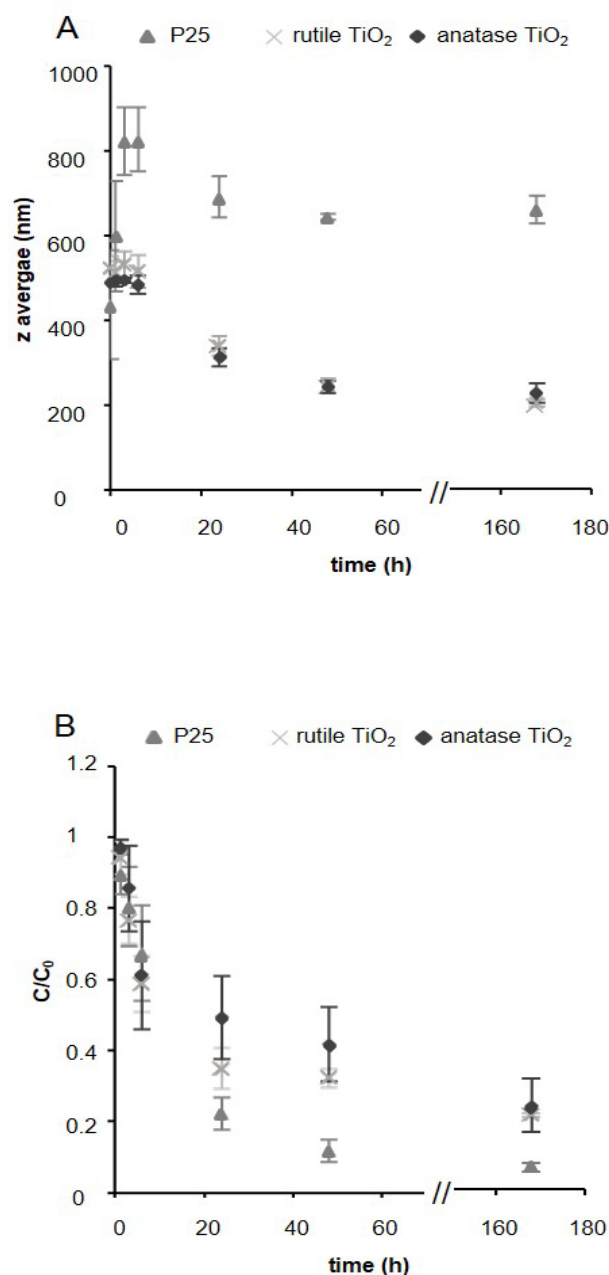 A
P25 rutile TiO₂ anatase TiO₂
1000
800
600
400
200
0
z avergae (nm)
0 20 40 60 // 160 180
time (h)
B
P25 rutile TiO₂ anatase TiO₂
1.2
1
0.8
0.6
0.4
0.2
0
C/C₀
0 20 40 60 // 160 180
time (h)